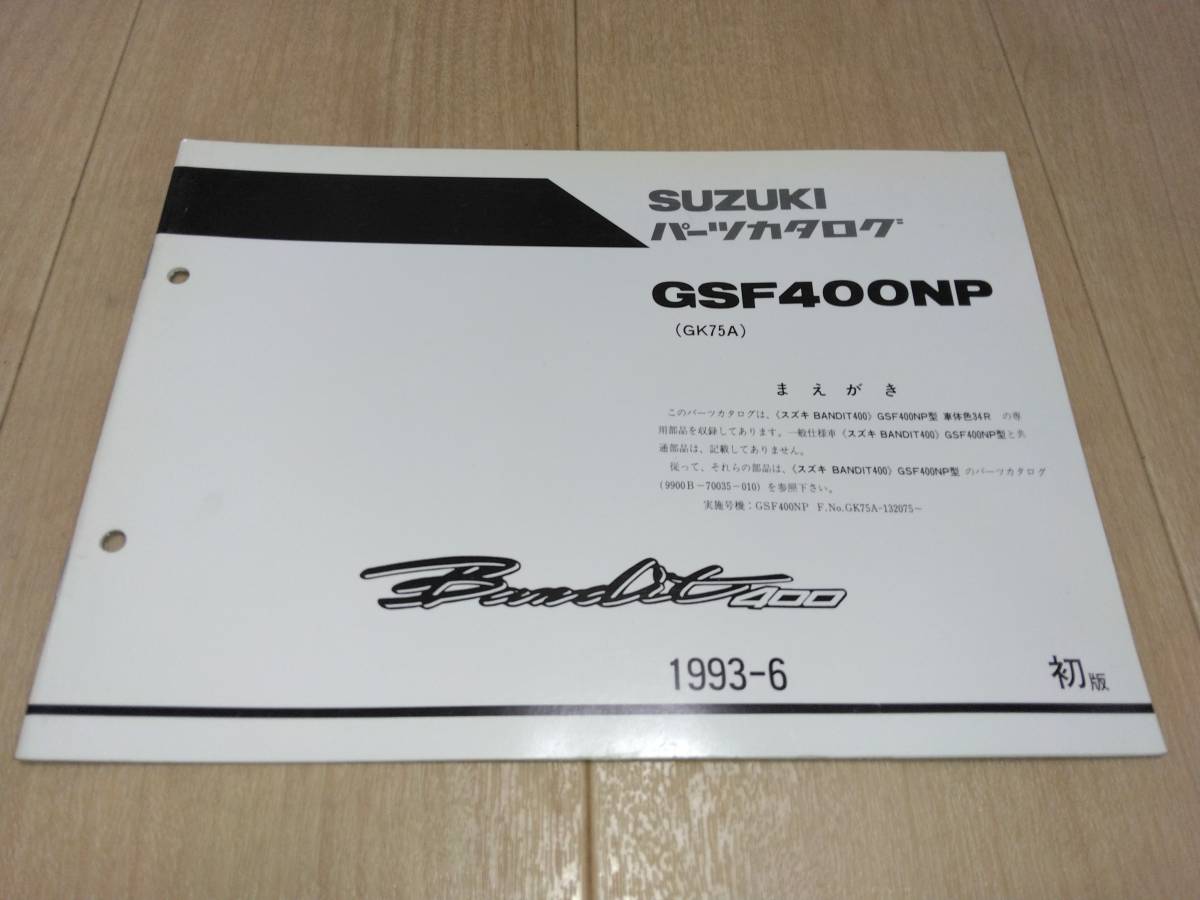 SUZUKI
パーツカタログ
GSF400NP
(GK75A)
まえがき
このパーツカタログは、〈スズキ BANDIT400〉GSF400NP型 車体色34R の専
用部品を収録してあります。一般仕様車〈スズキ BANDIT400〉GSF400NP型と共
通部品は、記載してありません。
従って、それらの部品は、〈スズキ BANDIT400〉GSF400NP型 のパーツカタログ
(9900B-70035-010)を参照下さい。
実施号機:GSF400NP F.No.GK75A-132075~
Bandit 400
1993-6
初版